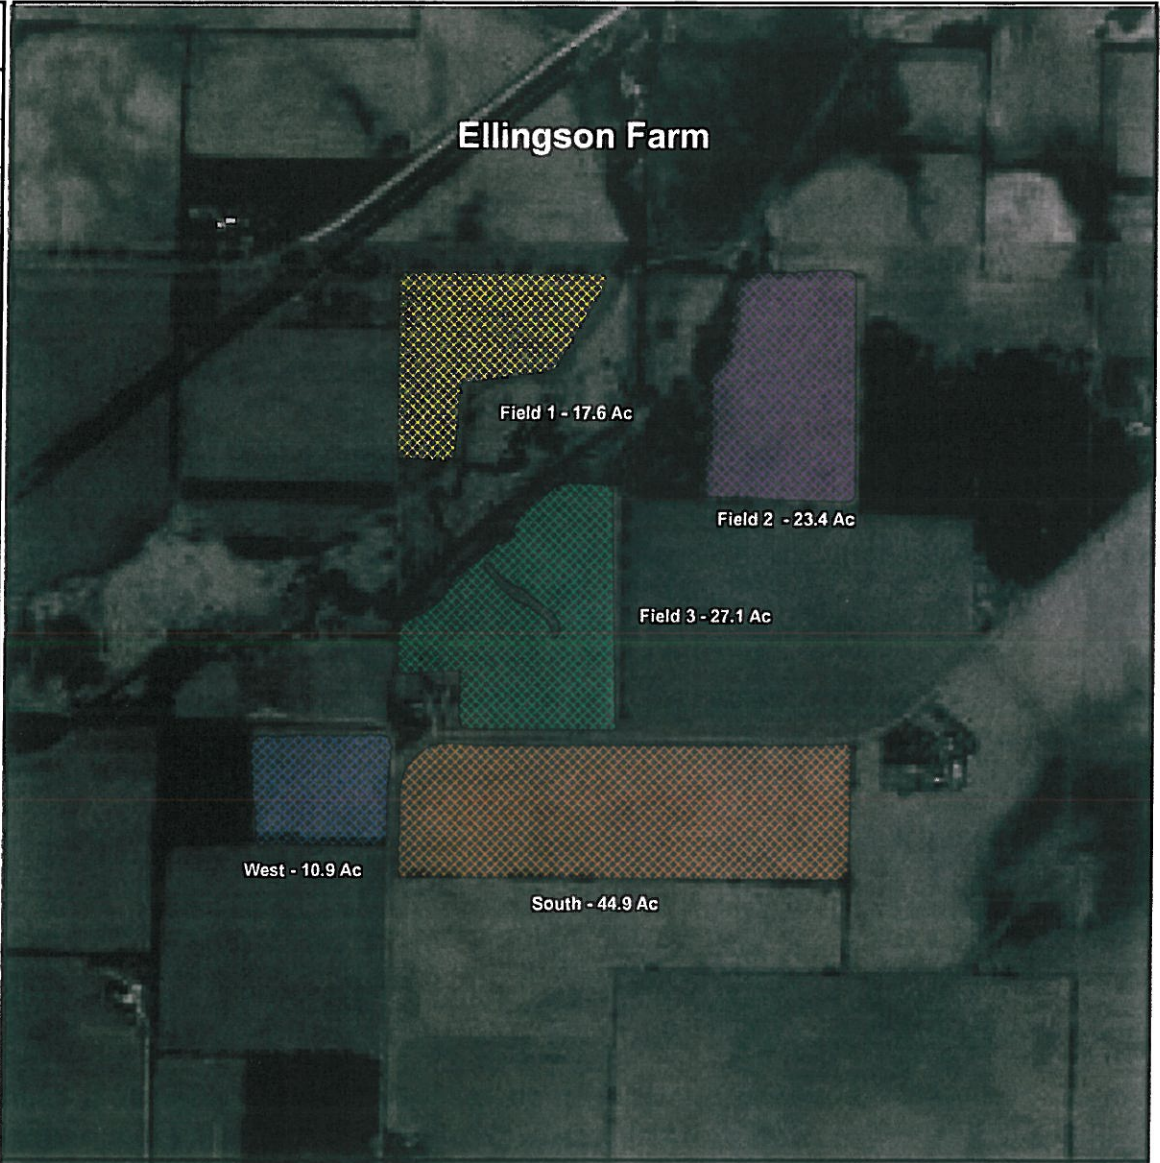 Ellingson Farm
Field 1 - 17.6 Ac
Field 2 - 23.4 Ac
Field 3 - 27.1 Ac
West - 10.9 Ac
South - 44.9 Ac